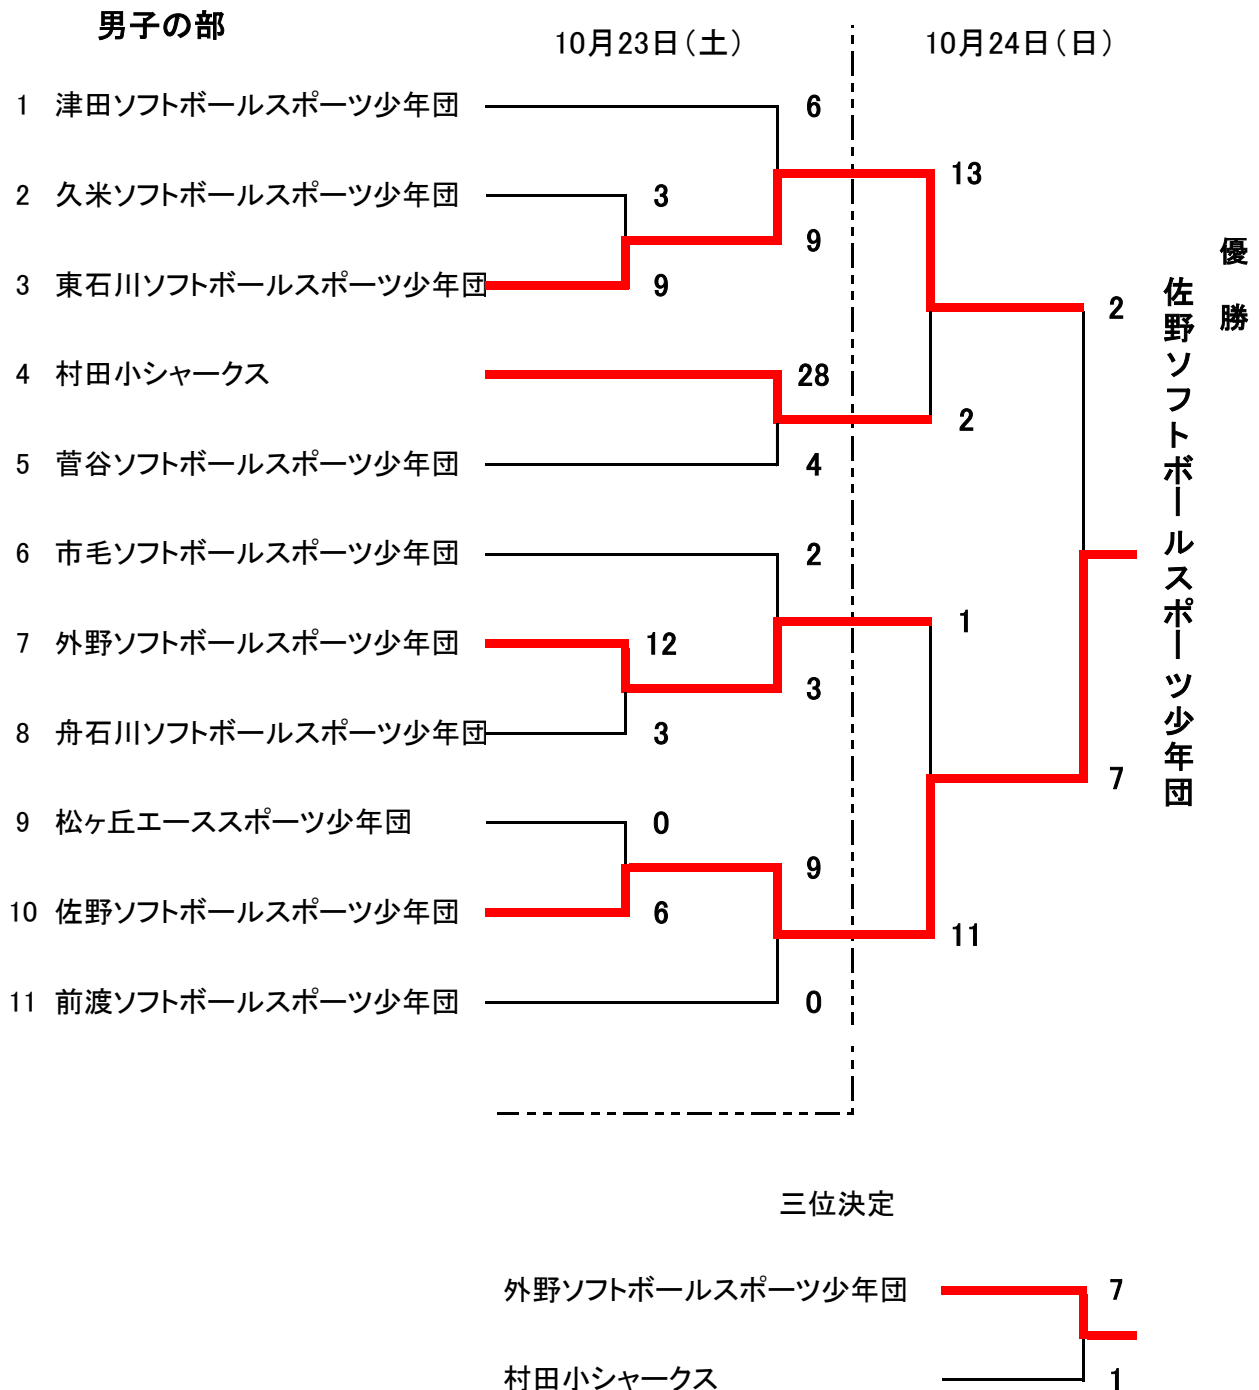 男子の部
10月23日（土）
10月24日（日）
1 津田ソフトボールスポーツ少年団 6
13
2 久米ソフトボールスポーツ少年団 3
9
3 東石川ソフトボールスポーツ少年団 9
2
4 村田小シャークス 28
2
5 菅谷ソフトボールスポーツ少年団 4
6 市毛ソフトボールスポーツ少年団 2
1
7 外野ソフトボールスポーツ少年団 12
3
8 舟石川ソフトボールスポーツ少年団 3
7
9 松ヶ丘エーススポーツ少年団 0
9
10 佐野ソフトボールスポーツ少年団 6
11
11 前渡ソフトボールスポーツ少年団 0
優勝
佐野ソフトボールスポーツ少年団
三位決定
外野ソフトボールスポーツ少年団 7
村田小シャークス 1